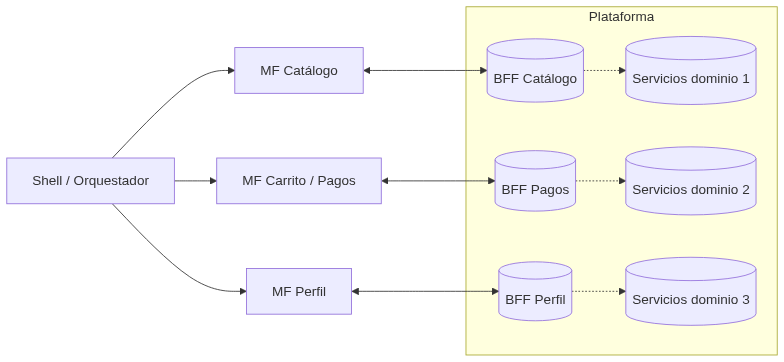 Plataforma
MF Catálogo
BFF Catálogo
Servicios dominio 1
Shell / Orquestador
MF Carrito / Pagos
BFF Pagos
Servicios dominio 2
MF Perfil
BFF Perfil
Servicios dominio 3